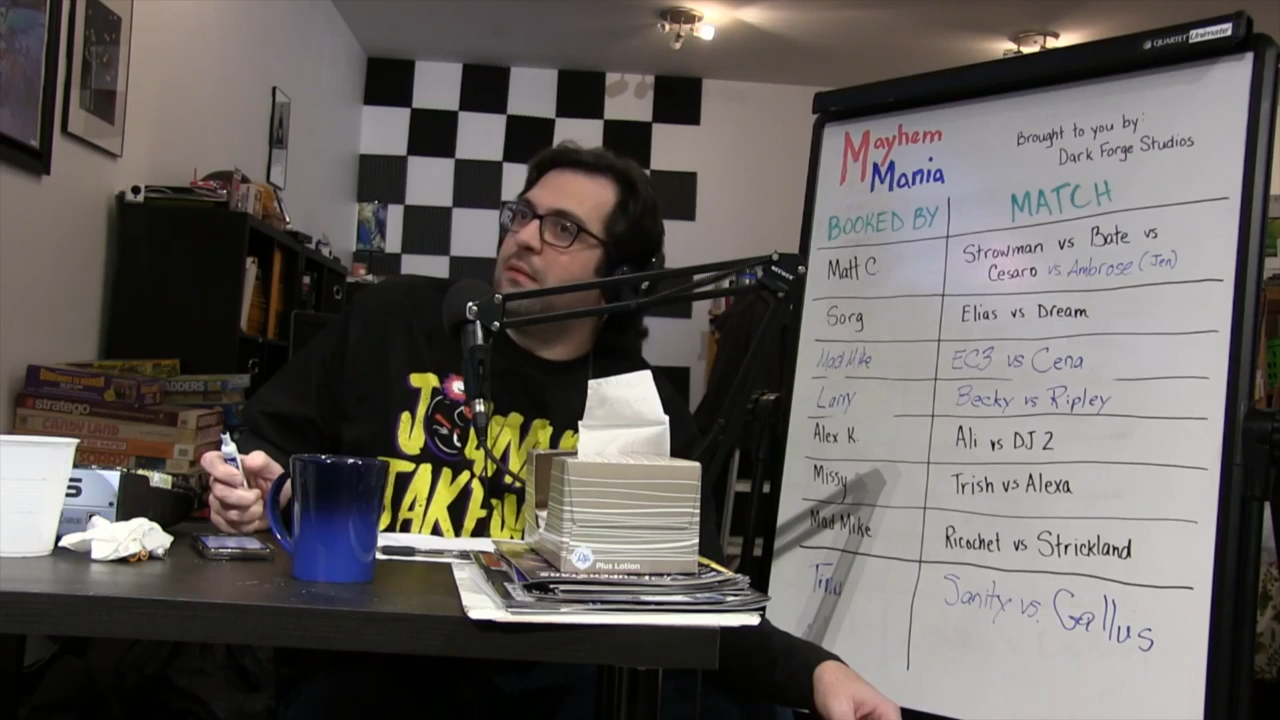 QUARTET Unimate
Mayhem
Mania
Brought to you by:
Dark Forge Studios
BOOKED BY MATCH
Matt C Strowman vs Bate vs
Cesaro vs Ambrose (Jen)
Sorg Elias vs Dream
Mad Mike EC3 vs Cena
Larry Becky vs Ripley
Alex K. Ali vs DJ Z
Missy Trish vs Alexa
Mad Mike Ricochet vs Strickland
Sanity vs. Gallus
NEEWER
stratego
CANDY LAND
SORRY!
LADDERS
Plus Lotion